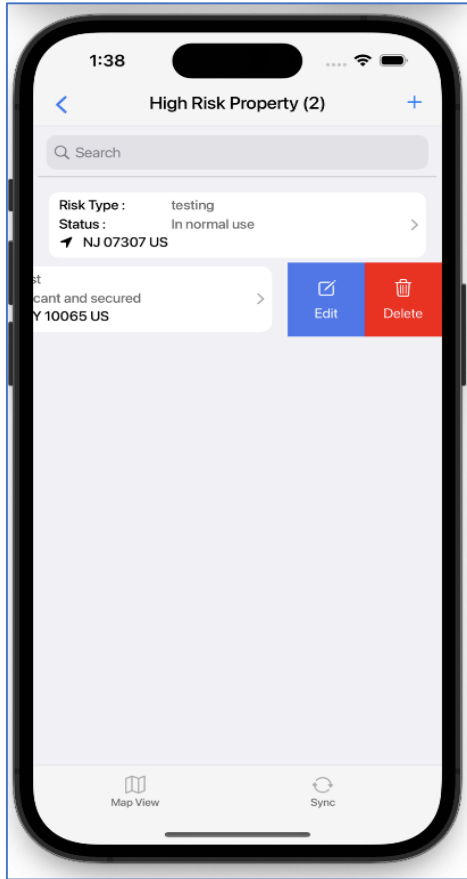 1:38
High Risk Property (2)
Search
Risk Type : testing
Status : In normal use
NJ 07307 US
st
cant and secured
Y 10065 US
Edit
Delete
Map View
Sync